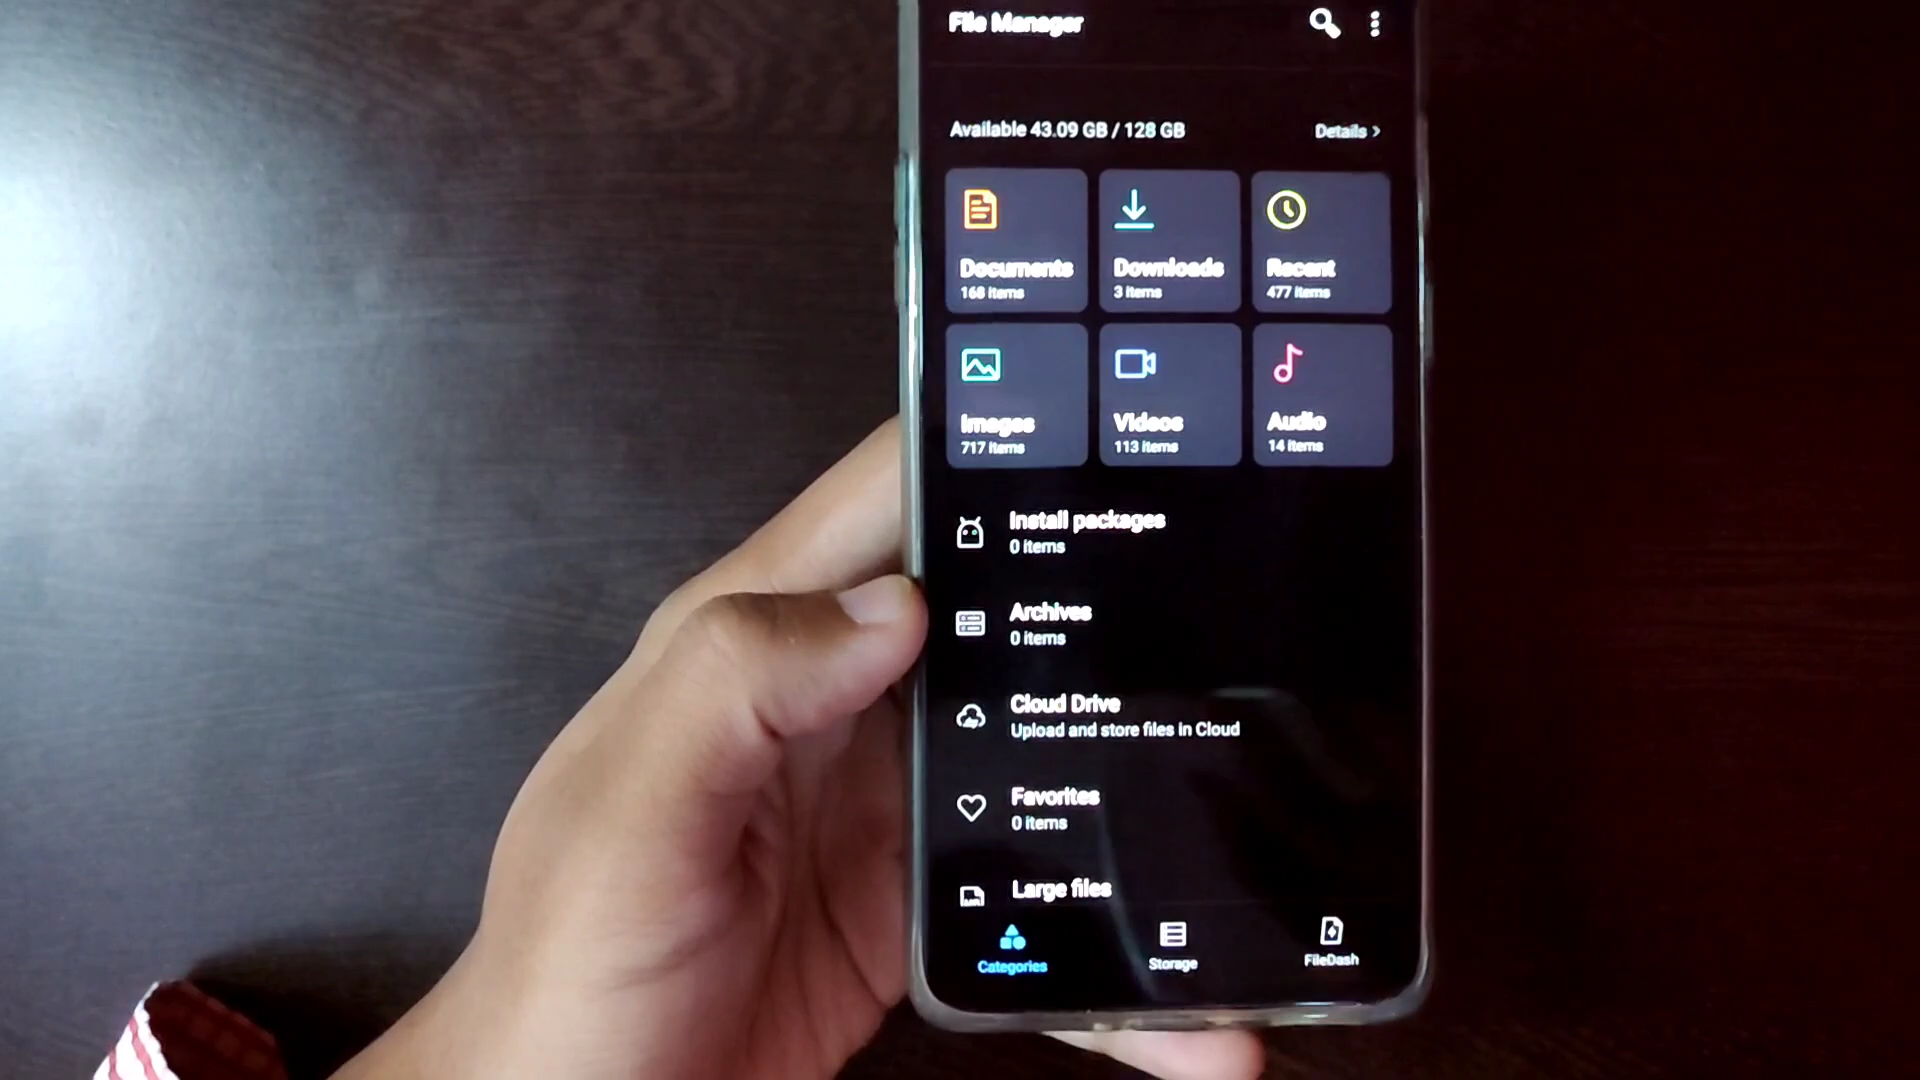 File Manager
Available 43.09 GB / 128 GB
Details >
Documents
168 items
Downloads
3 items
Recent
477 items
Images
717 items
Videos
113 items
Audio
14 items
Install packages
0 items
Archives
0 items
Cloud Drive
Upload and store files in Cloud
Favorites
0 items
Large files
Categories
Storage
FileDash